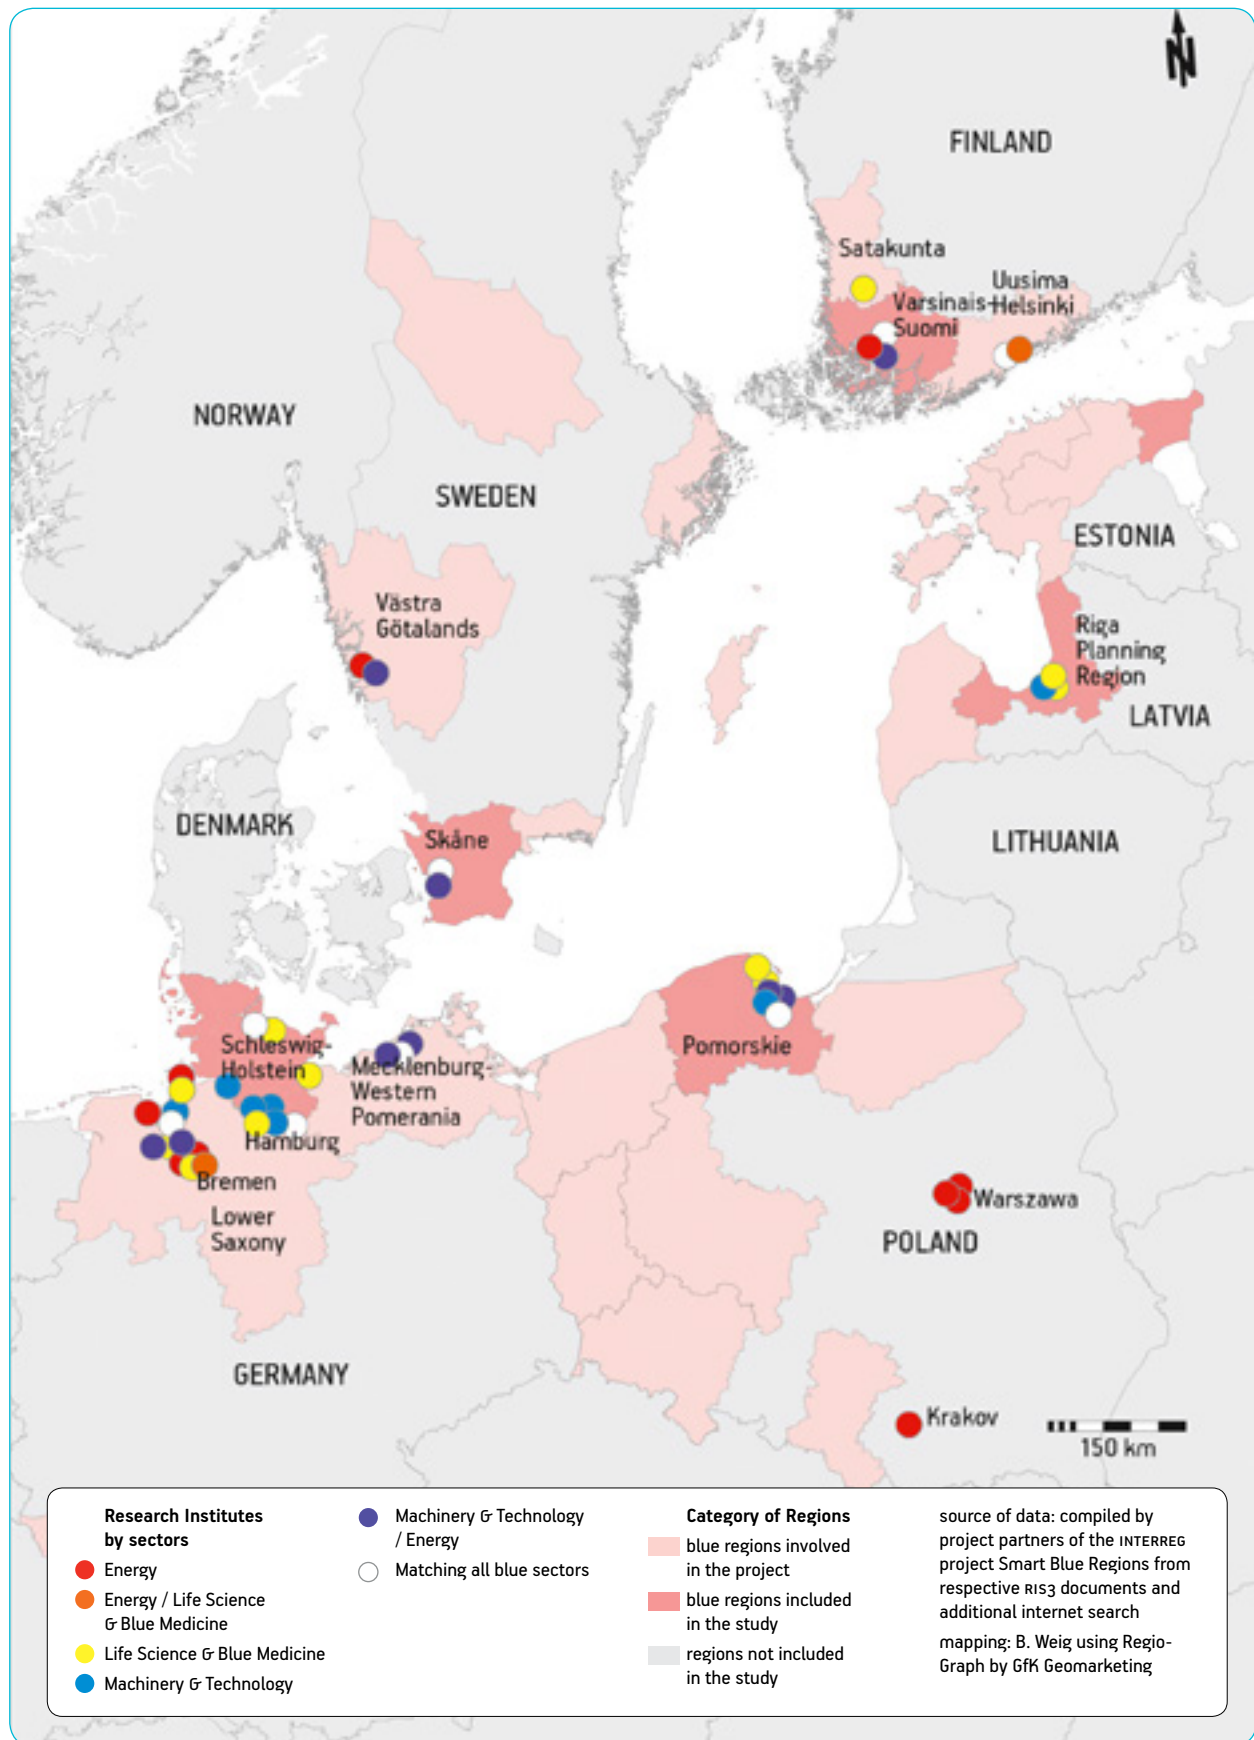 N
FINLAND
Satakunta
Uusima
Helsinki
Varsinais-
Suomi
NORWAY
SWEDEN
ESTONIA
Västra
Götalands
Riga
Planning
Region
LATVIA
DENMARK
Skåne
LITHUANIA
Schleswig-
Holstein
Mecklenburg-
Western
Pomerania
Pomorskie
Hamburg
Bremen
Lower
Saxony
Warszawa
POLAND
GERMANY
Krakov
150 km
Research Institutes
by sectors
Energy
Energy / Life Science
& Blue Medicine
Life Science & Blue Medicine
Machinery & Technology
Machinery & Technology
/ Energy
Matching all blue sectors
Category of Regions
blue regions involved
in the project
blue regions included
in the study
regions not included
in the study
source of data: compiled by
project partners of the INTERREG
project Smart Blue Regions from
respective RIS3 documents and
additional internet search
mapping: B. Weig using Regio-
Graph by GfK Geomarketing